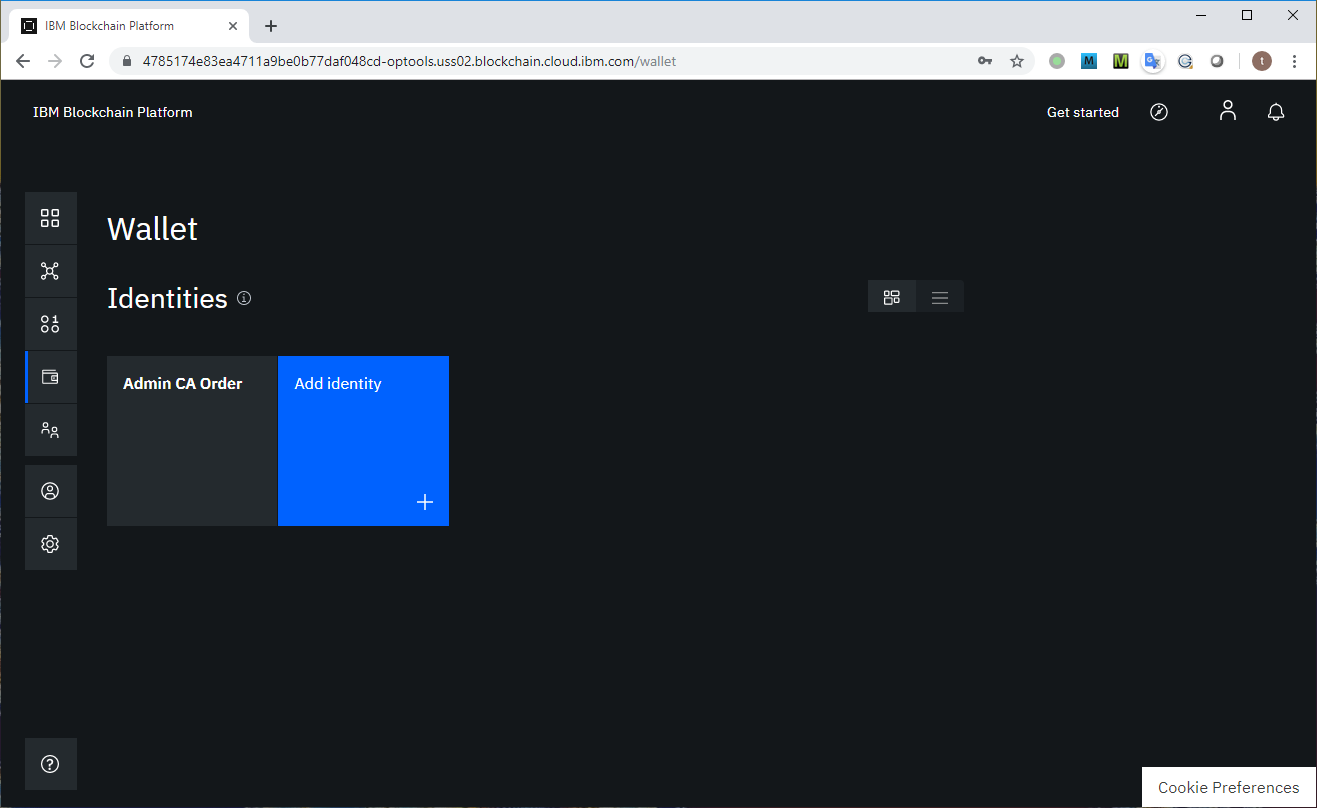 IBM Blockchain Platform
4785174e83ea4711a9be0b77daf048cd-optools.uss02.blockchain.cloud.ibm.com/wallet
M
M
G
t
IBM Blockchain Platform
Get started
Wallet
Identities
Admin CA Order
Add identity
Cookie Preferences